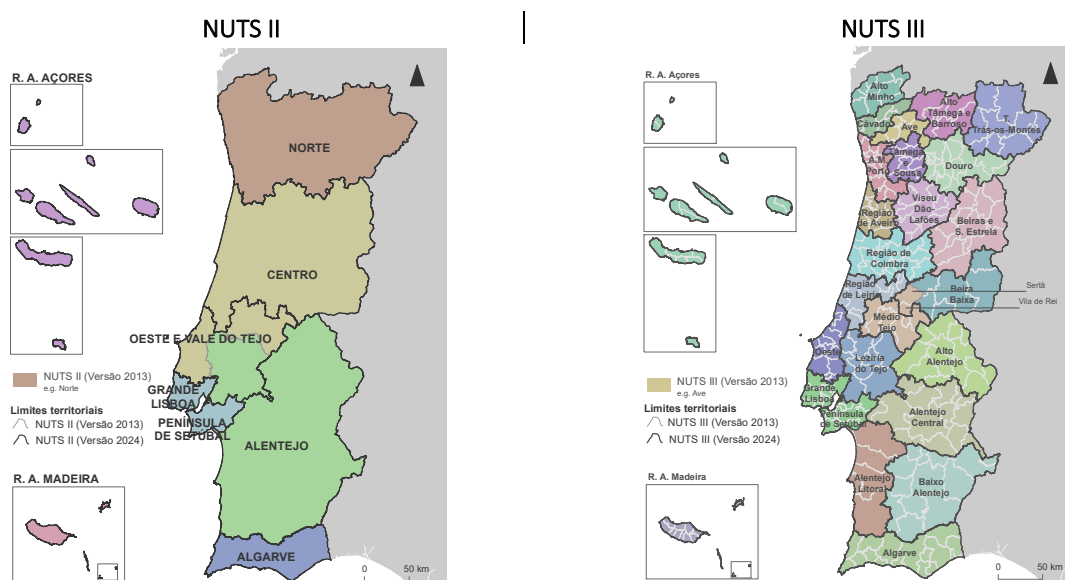 NUTS II
R. A. AÇORES
NORTE
CENTRO
OESTE E VALE DO TEJO
GRANDE
LISBOA
PENÍNSULA
DE SETÚBAL
ALENTEJO
ALGARVE
NUTS II (Versão 2013)
e.g. Norte
Limites territoriais
NUTS II (Versão 2013)
NUTS II (Versão 2024)
R. A. MADEIRA
0 50 km
NUTS III
R. A. Açores
Alto
Minho
Cávado
Ave
Alto
Tâmega e
Barroso
T.
Trás-os-Montes
A.M.
Porto
Tâmega
e
Sousa
Douro
Região
de Aveiro
Viseu
Dão-
Lafões
Beiras e
S. Estrela
Região de
Coimbra
Região
de Leiria
Beira
Baixa
Sertã
Vila de Rei
Médio
Tejo
Oeste
Lezíria
do Tejo
Alto
Alentejo
Grande
Lisboa
Península
de Setúbal
Alentejo
Central
Alentejo
Litoral
Baixo
Alentejo
Algarve
NUTS III (Versão 2013)
e.g. Ave
Limites territoriais
NUTS III (Versão 2013)
NUTS III (Versão 2024)
R. A. Madeira
0 50 km